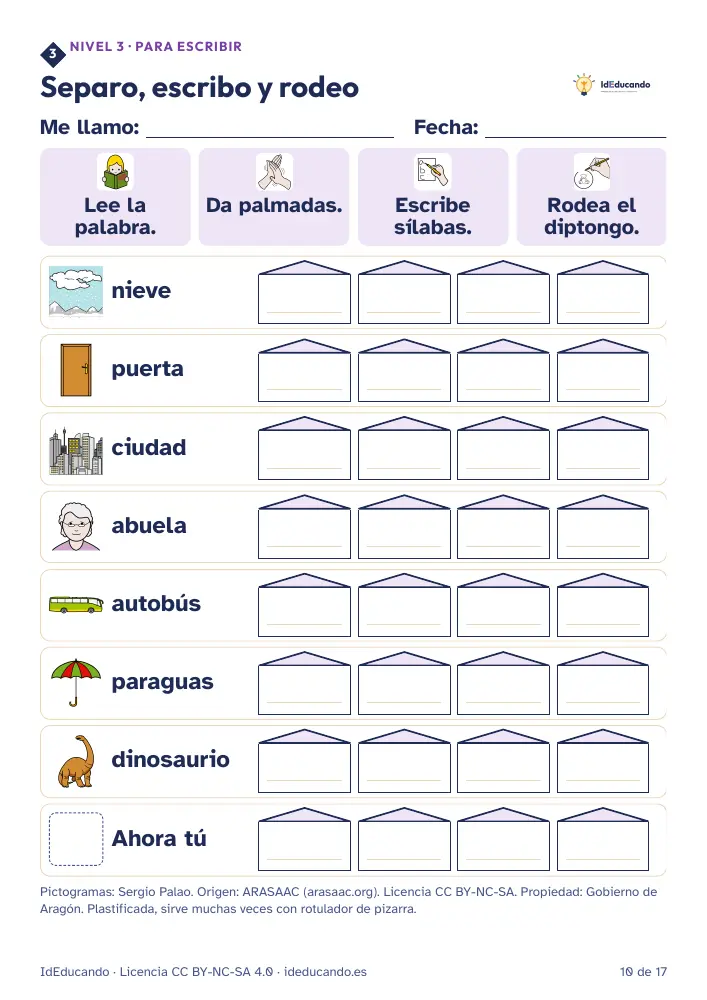 3
NIVEL 3 · PARA ESCRIBIR
Separo, escribo y rodeo
IdEducando
Me llamo:
Fecha:
Lee la
palabra.
Da palmadas.
Escribe
sílabas.
Rodea el
diptongo.
nieve
puerta
ciudad
abuela
autobús
paraguas
dinosaurio
Ahora tú
Pictogramas: Sergio Palao. Origen: ARASAAC (arasaac.org). Licencia CC BY-NC-SA. Propiedad: Gobierno de
Aragón. Plastificada, sirve muchas veces con rotulador de pizarra.
IdEducando · Licencia CC BY-NC-SA 4.0 · ideducando.es
10 de 17